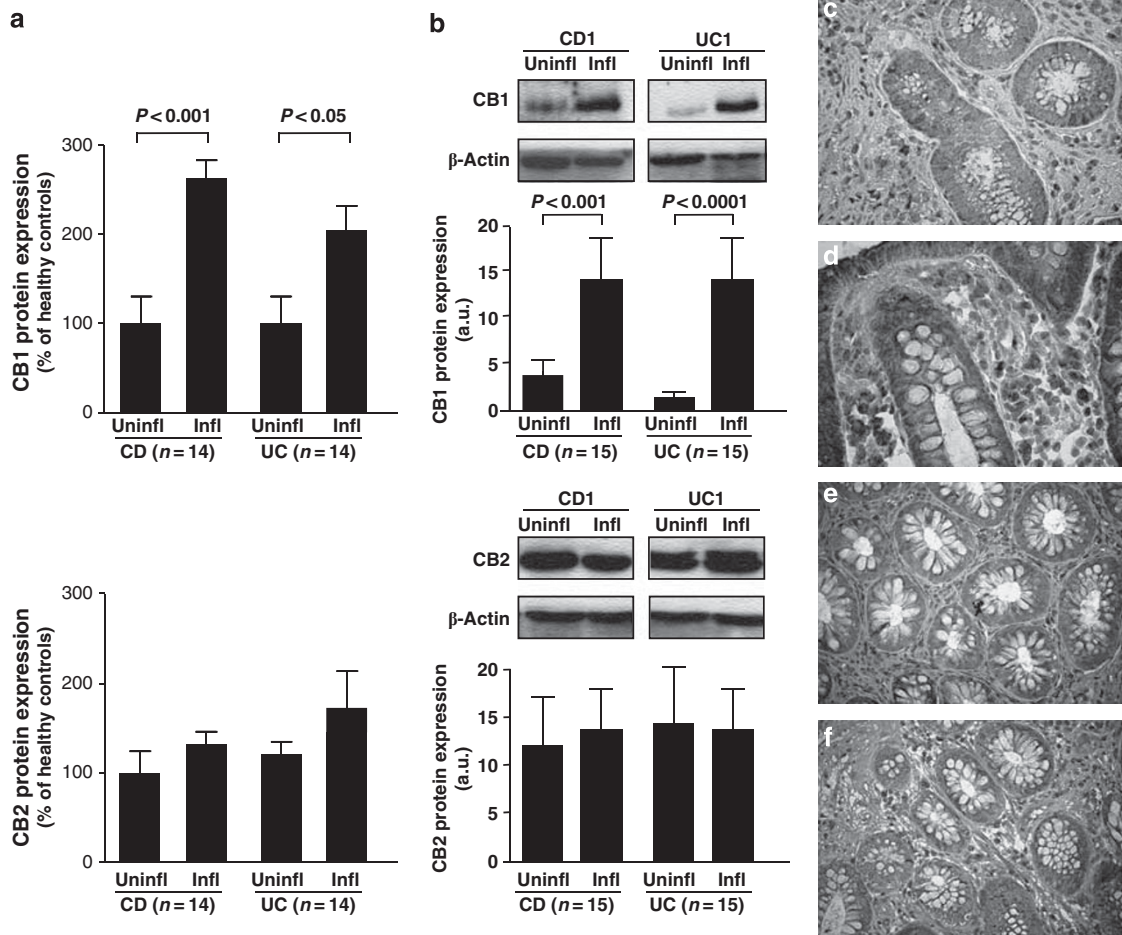 a
P < 0.001
P < 0.05
CB1 protein expression
(% of healthy controls)
300
200
100
0
Uninfl Infl Uninfl Infl
CD (n = 14) UC (n = 14)
CB2 protein expression
(% of healthy controls)
300
200
100
0
Uninfl Infl Uninfl Infl
CD (n = 14) UC (n = 14)
b
CD1 UC1
Uninfl Infl Uninfl Infl
CB1
β-Actin
P < 0.001 P < 0.0001
CB1 protein expression
(a.u.)
20
15
10
5
0
Uninfl Infl Uninfl Infl
CD (n = 15) UC (n = 15)
CD1 UC1
Uninfl Infl Uninfl Infl
CB2
β-Actin
CB2 protein expression
(a.u.)
20
15
10
5
0
Uninfl Infl Uninfl Infl
CD (n = 15) UC (n = 15)
c
d
e
f